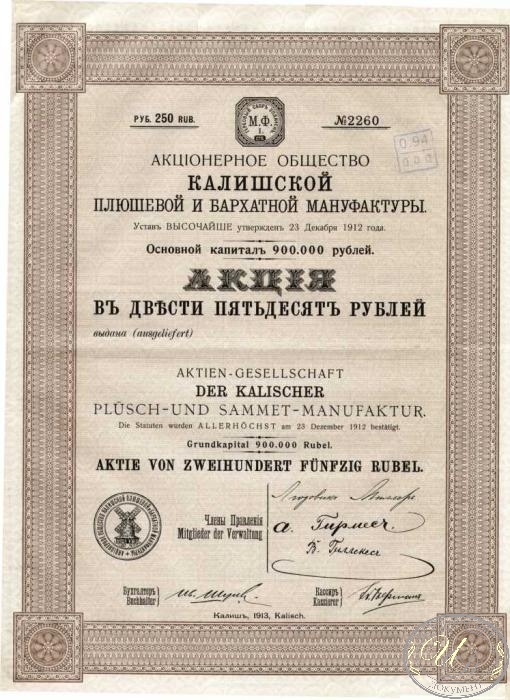 РУБ. 250 RUB.
М.Ф.
I.
№2260
0.94
АКЦІОНЕРНОЕ ОБЩЕСТВО
КАЛИШСКОЙ
ПЛЮШЕВОЙ И БАРХАТНОЙ МАНУФАКТУРЫ.
Уставъ ВЫСОЧАЙШЕ утвержденъ 23 Декабря 1912 года.
Основной капиталъ 900.000 рублей.
АКЦІЯ
ВЪ ДВѢСТИ ПЯТЬДЕСЯТЪ РУБЛЕЙ
выдана (ausgeliefert)
AKTIEN-GESELLSCHAFT
DER KALISCHER
PLÜSCH-UND SAMMET-MANUFAKTUR.
Die Statuten wurden ALLERHÖCHST am 23 Dezember 1912 bestätigt.
Grundkapital 900.000 Rubel.
AKTIE VON ZWEIHUNDERT FÜNFZIG RUBEL.
Члены Правленія
Mitglieder der Verwaltung
Бухгалтеръ
Buchhalter
Кассиръ
Kassierer
Калишъ, 1913, Kalisch.
ДОКУМЕНТ